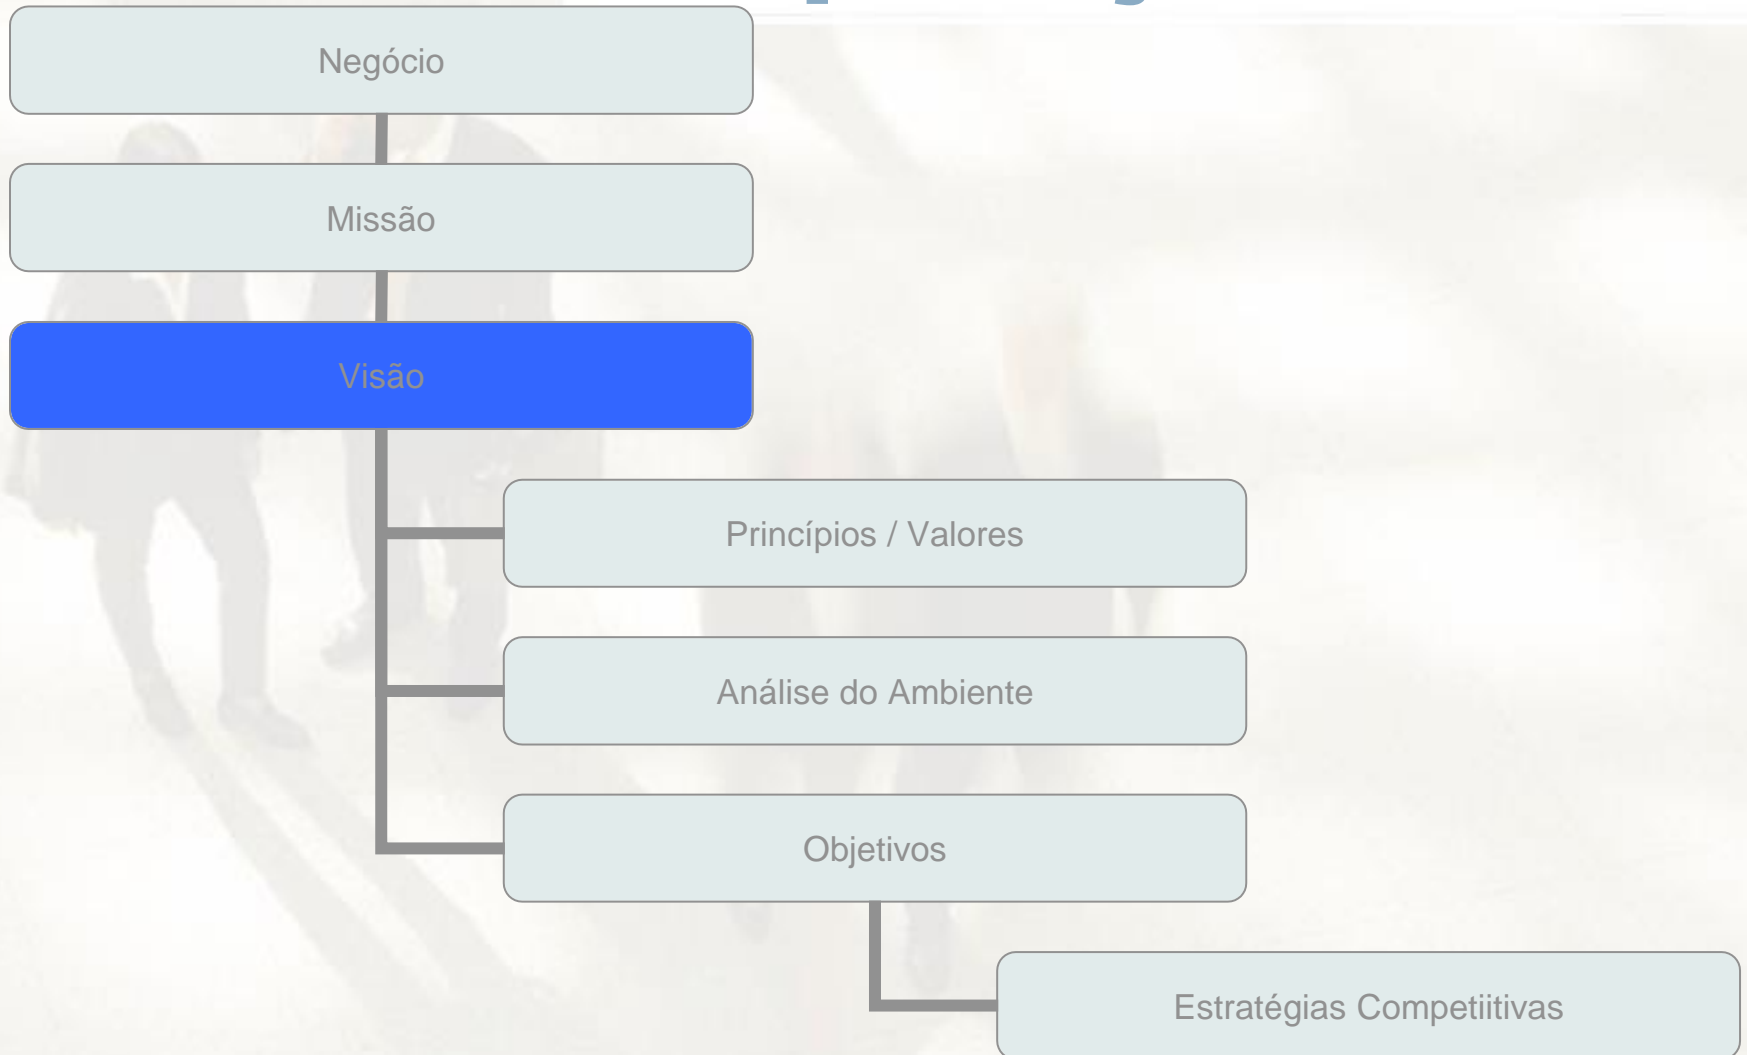 Negócio
Missão
Visão
Princípios / Valores
Análise do Ambiente
Objetivos
Estratégias Competiitivas